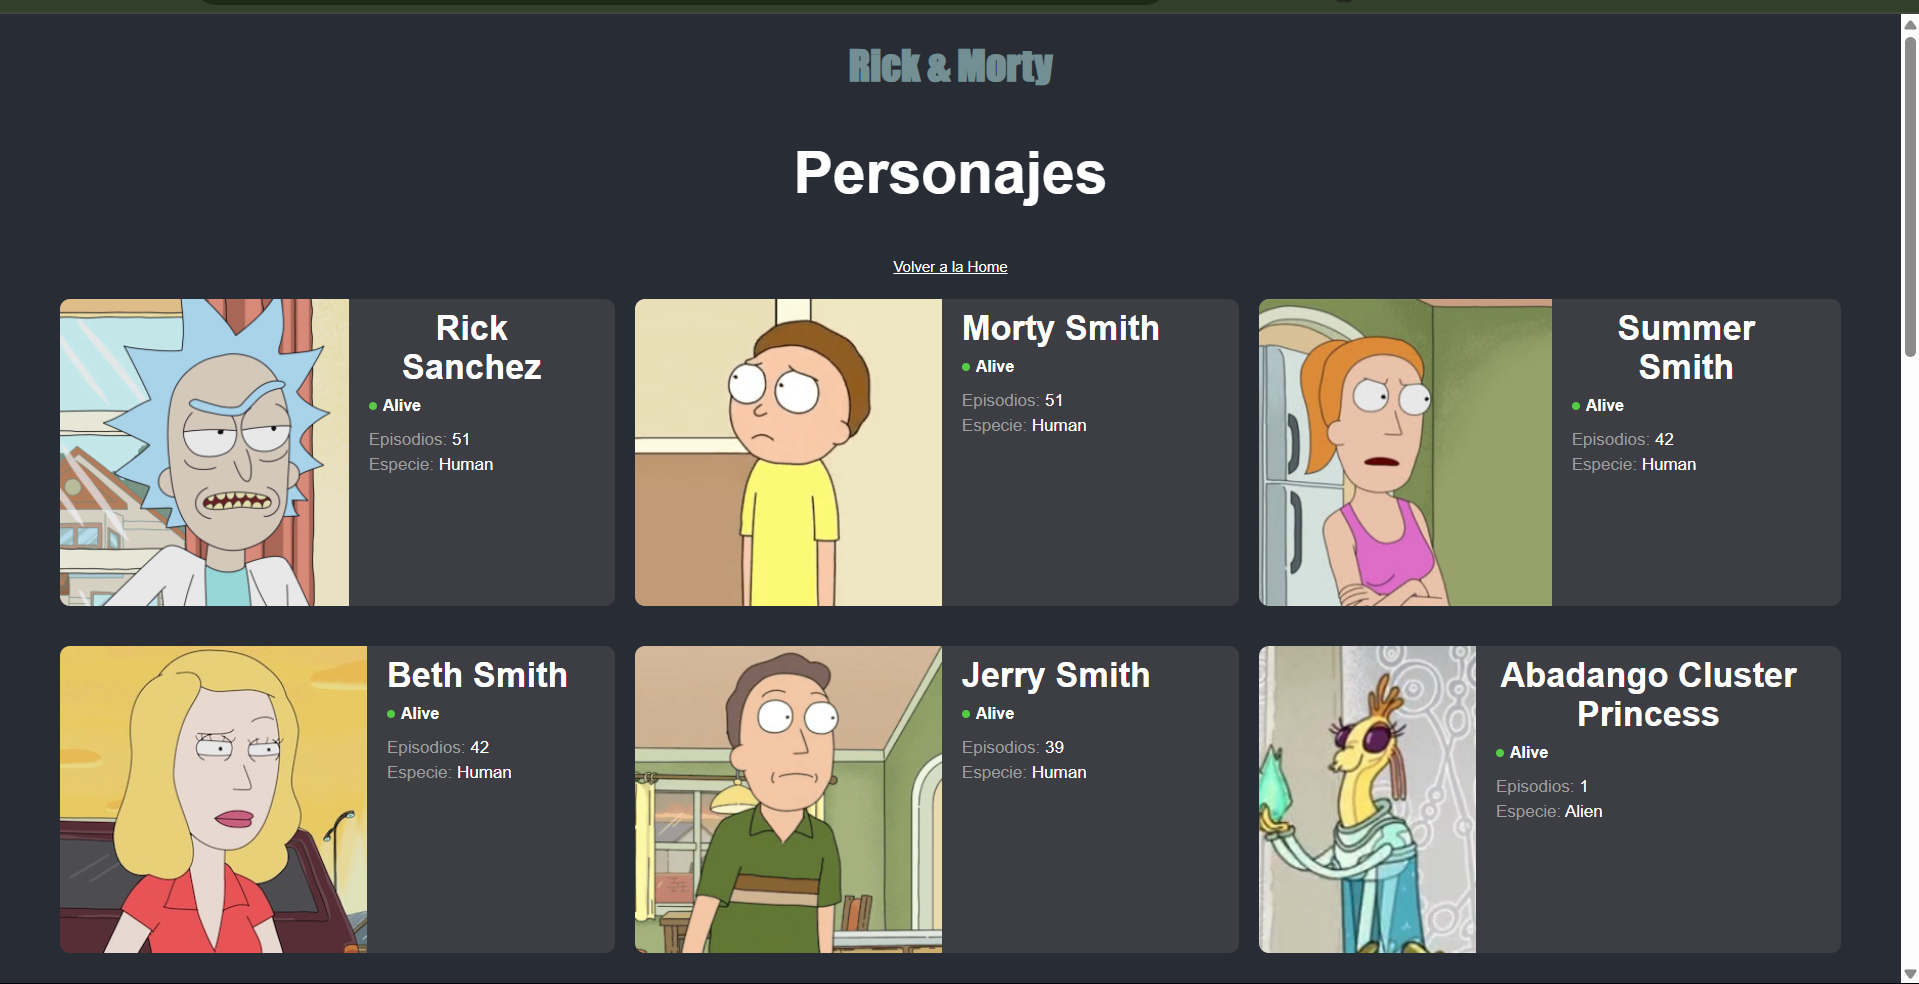 Rick & Morty
Personajes
Volver a la Home
Rick
Sanchez
Alive
Episodios: 51
Especie: Human
Morty Smith
Alive
Episodios: 51
Especie: Human
Summer
Smith
Alive
Episodios: 42
Especie: Human
Beth Smith
Alive
Episodios: 42
Especie: Human
Jerry Smith
Alive
Episodios: 39
Especie: Human
Abadango Cluster
Princess
Alive
Episodios: 1
Especie: Alien